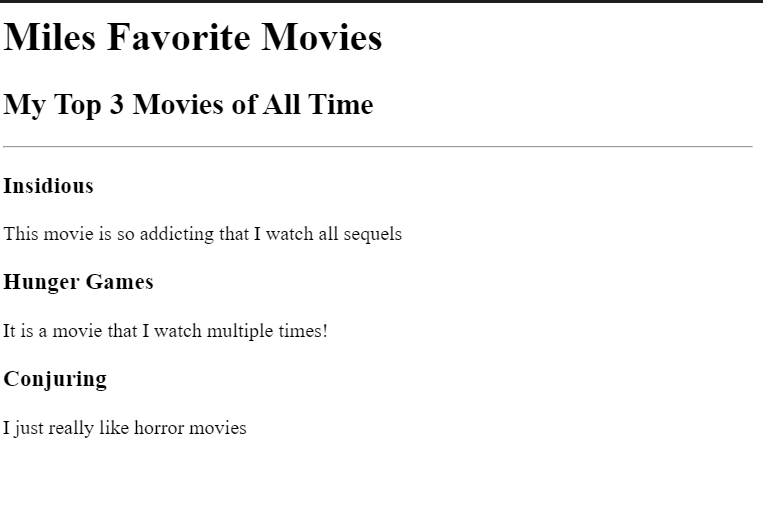 Miles Favorite Movies
My Top 3 Movies of All Time
Insidious
This movie is so addicting that I watch all sequels
Hunger Games
It is a movie that I watch multiple times!
Conjuring
I just really like horror movies